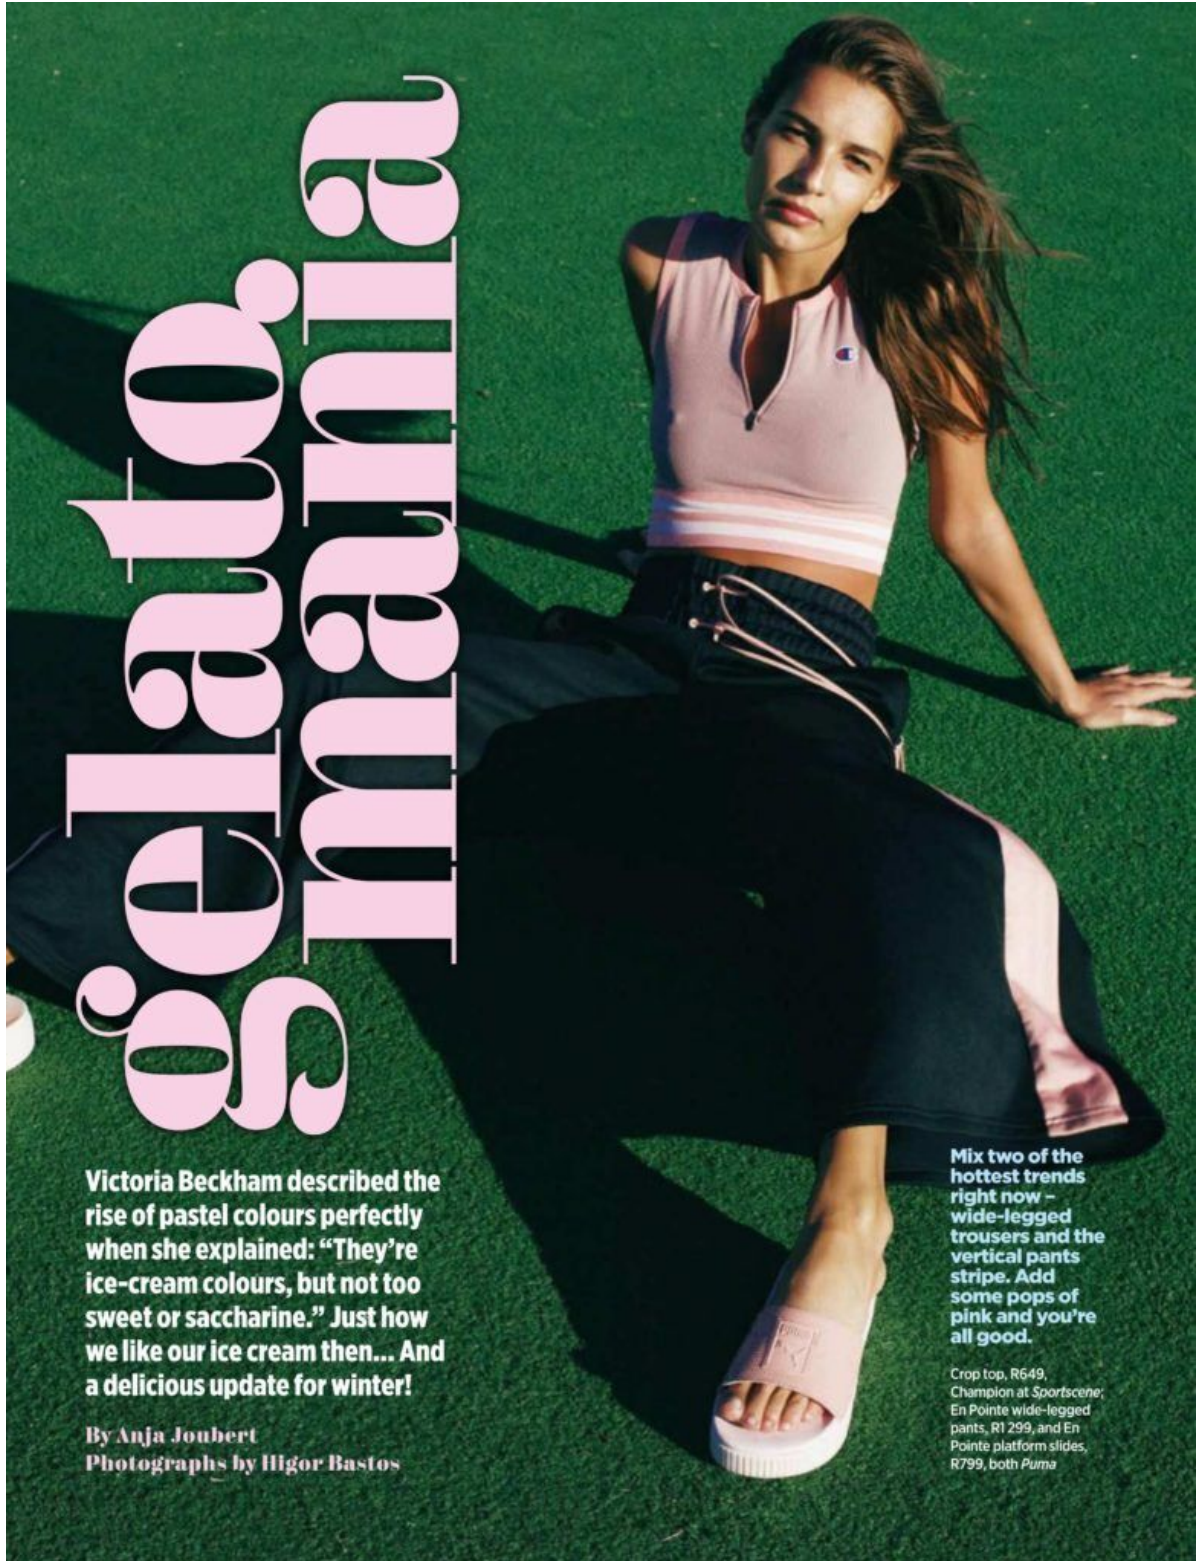 gelato
mania
Victoria Beckham described the
rise of pastel colours perfectly
when she explained: “They’re
ice-cream colours, but not too
sweet or saccharine.” Just how
we like our ice cream then... And
a delicious update for winter!
By Anja Joubert
Photographs by Higor Bastos
Mix two of the
hottest trends
right now –
wide-legged
trousers and the
vertical pants
stripe. Add
some pops of
pink and you’re
all good.
Crop top, R649,
Champion at Sportscene;
En Pointe wide-legged
pants, R1 299, and En
Pointe platform slides,
R799, both Puma